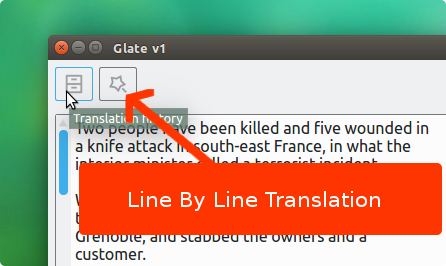 Glate v1
Translation history
Two people have been killed and five wounded in
a knife attack in south-east France, in what the
interior minister called a terrorist incident.
Line By Line Translation
Grenoble, and stabbed the owners and a
customer.